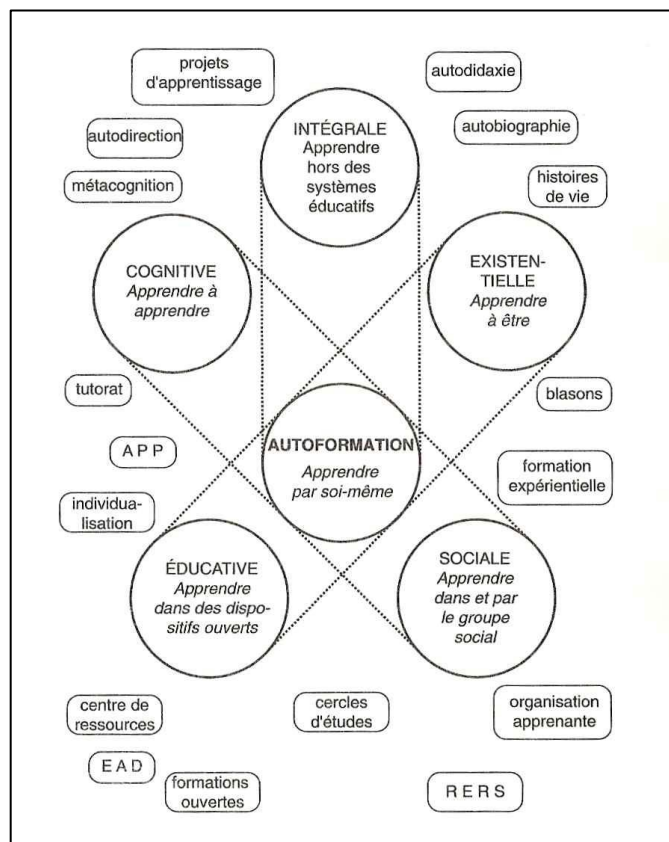 projets
d'apprentissage
autodidaxie
INTÉGRALE
Apprendre
hors des
systèmes
éducatifs
autodirection
autobiographie
métacognition
histoires
de vie
COGNITIVE
Apprendre à
apprendre
EXISTEN-
TIELLE
Apprendre
à être
tutorat
blasons
AUTOFORMATION
Apprendre
par soi-même
A P P
formation
expérientielle
individua-
lisation
ÉDUCATIVE
Apprendre
dans des dispo-
sitifs ouverts
SOCIALE
Apprendre
dans et par
le groupe
social
centre de
ressources
cercles
d'études
organisation
apprenante
E A D
formations
ouvertes
R E R S